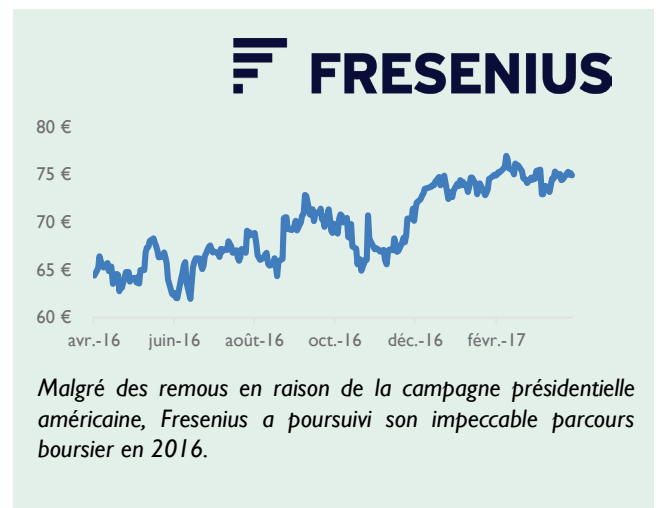 FRESENIUS
80 €
75 €
70 €
65 €
60 €
avr.-16 juin-16 août-16 oct.-16 déc.-16 févr.-17
Malgré des remous en raison de la campagne présidentielle
américaine, Fresenius a poursuivi son impeccable parcours
boursier en 2016.